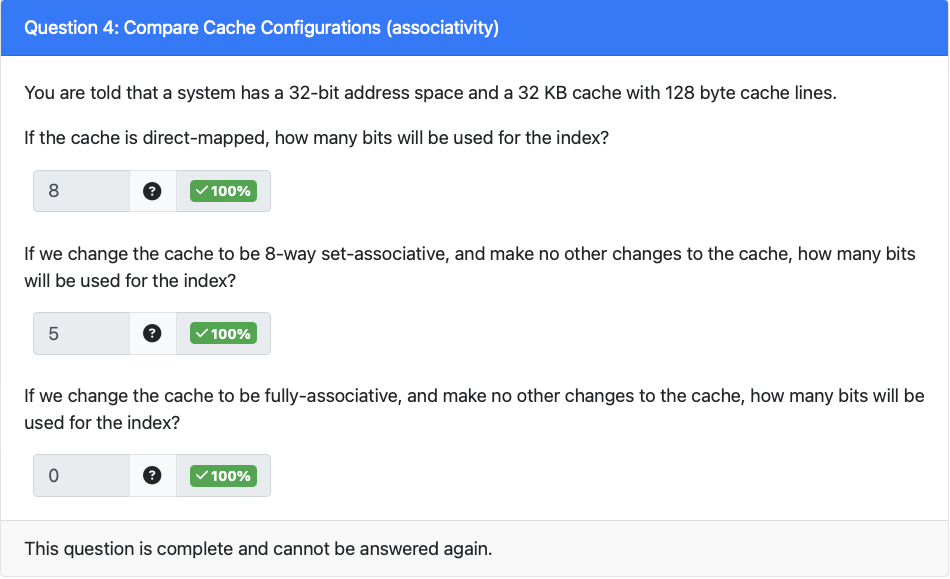 Question 4: Compare Cache Configurations (associativity)
You are told that a system has a 32-bit address space and a 32 KB cache with 128 byte cache lines.
If the cache is direct-mapped, how many bits will be used for the index?
8 ? ✓ 100%
If we change the cache to be 8-way set-associative, and make no other changes to the cache, how many bits
will be used for the index?
5 ? ✓ 100%
If we change the cache to be fully-associative, and make no other changes to the cache, how many bits will be
used for the index?
0 ? ✓ 100%
This question is complete and cannot be answered again.